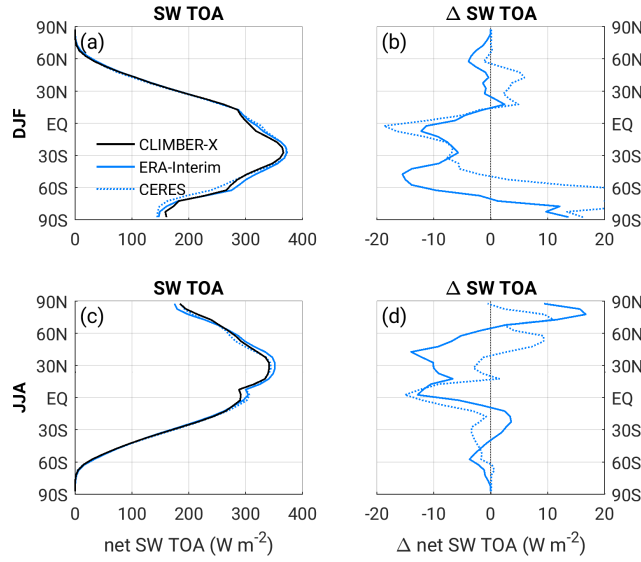 SW TOA
Δ SW TOA
90N
(a)
(b)
90N
60N
60N
30N
30N
DJF
EQ
EQ
CLIMBER-X
30S
30S
ERA-Interim
60S
CERES
60S
90S
90S
0 100 200 300 400
-20 -10 0 10 20
SW TOA
Δ SW TOA
90N
(c)
(d)
90N
60N
60N
30N
30N
JJA
EQ
EQ
30S
30S
60S
60S
90S
90S
0 100 200 300 400
-20 -10 0 10 20
net SW TOA (W m⁻²)
Δ net SW TOA (W m⁻²)